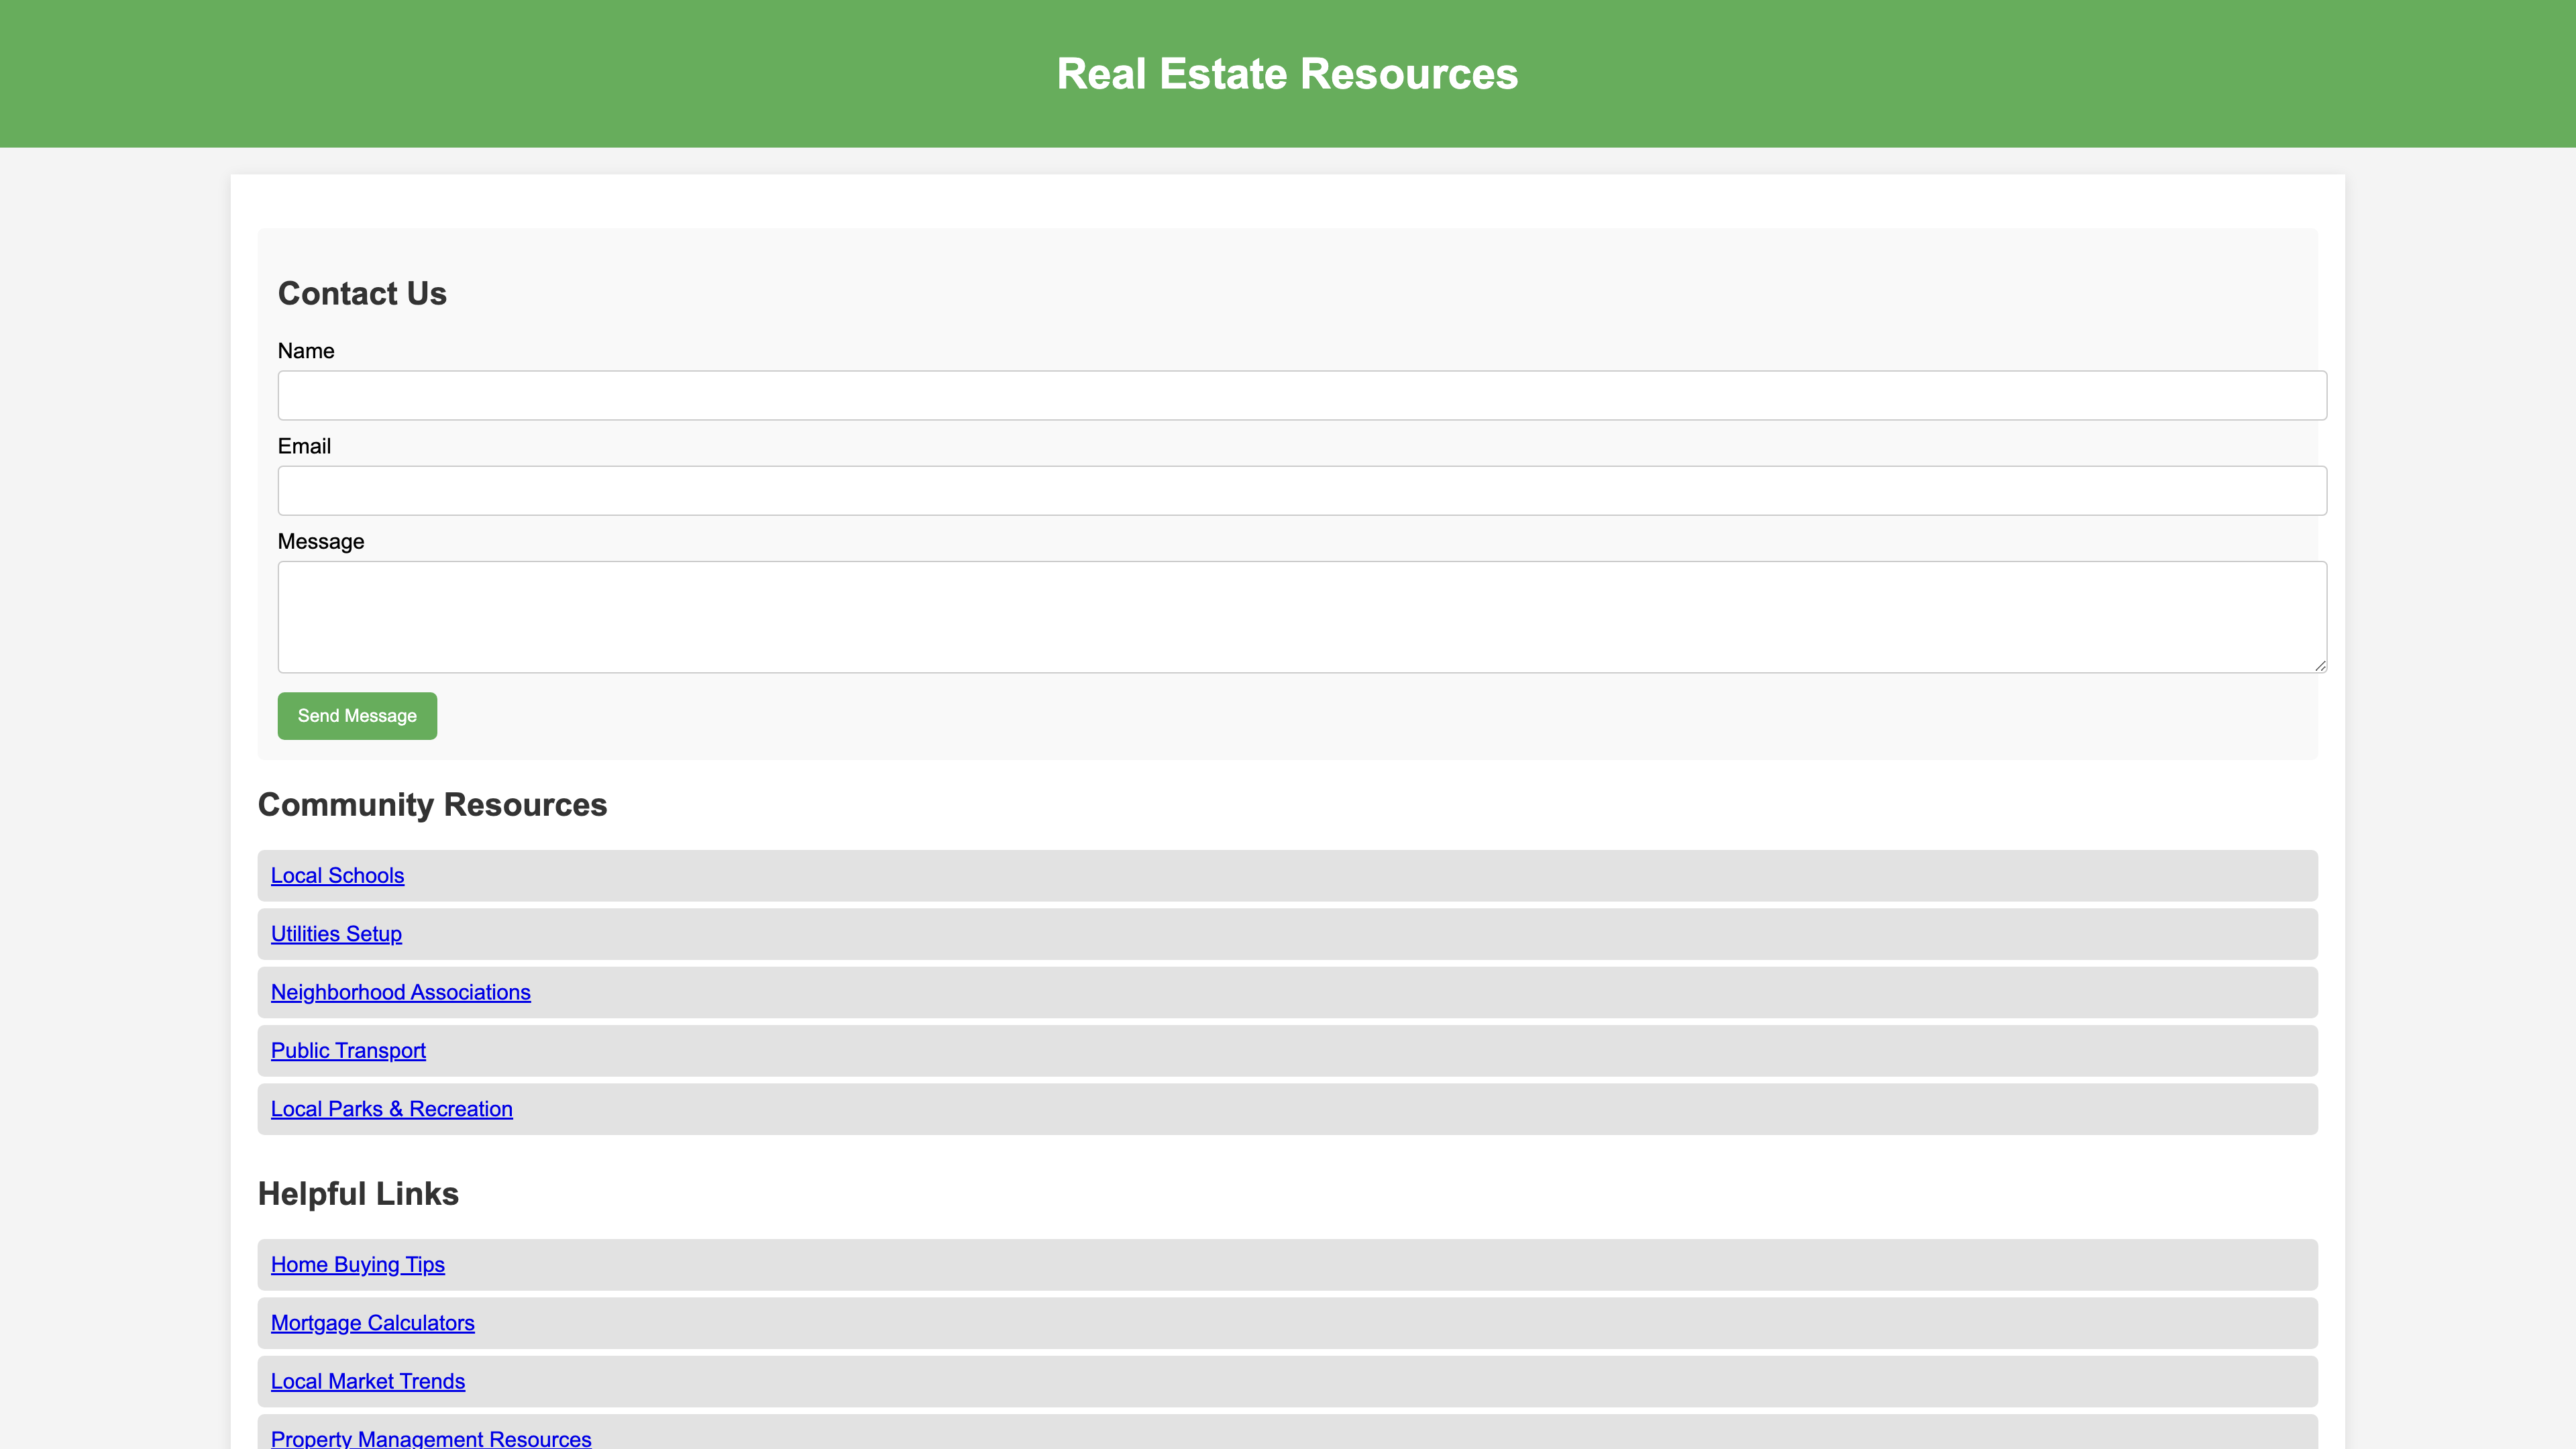 Real Estate Resources
Contact Us
Name
Email
Message
Send Message
Community Resources
Local Schools
Utilities Setup
Neighborhood Associations
Public Transport
Local Parks & Recreation
Helpful Links
Home Buying Tips
Mortgage Calculators
Local Market Trends
Property Management Resources